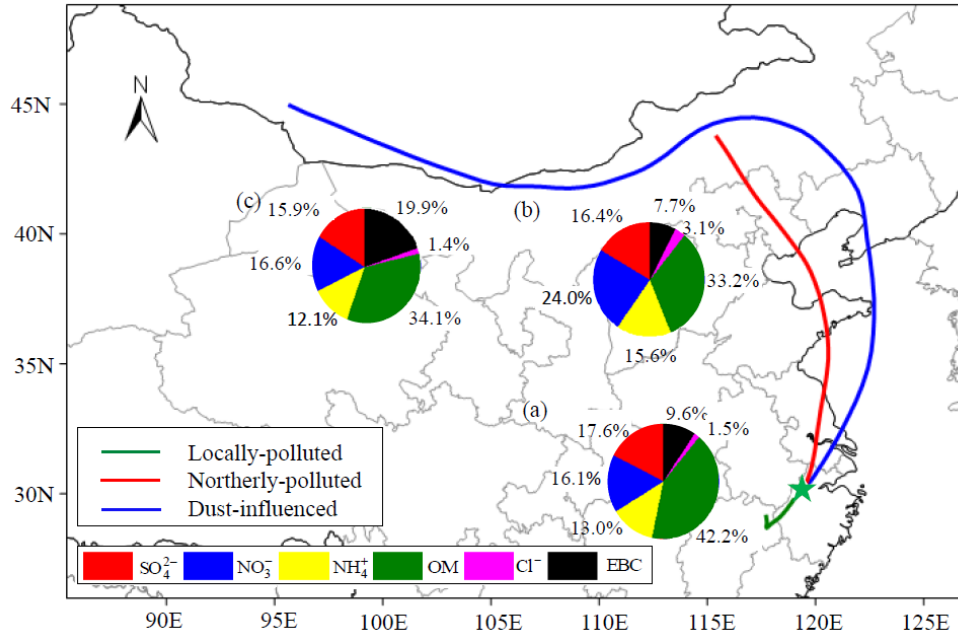 N
45N
40N
35N
30N
(c)
15.9%
19.9%
1.4%
16.6%
12.1%
34.1%
(b)
16.4%
7.7%
3.1%
33.2%
24.0%
15.6%
(a)
17.6%
9.6%
1.5%
16.1%
13.0%
42.2%
Locally-polluted
Northerly-polluted
Dust-influenced
SO₄²⁻ NO₃⁻ NH₄⁺ OM Cl⁻ EBC
90E 95E 100E 105E 110E 115E 120E 125E